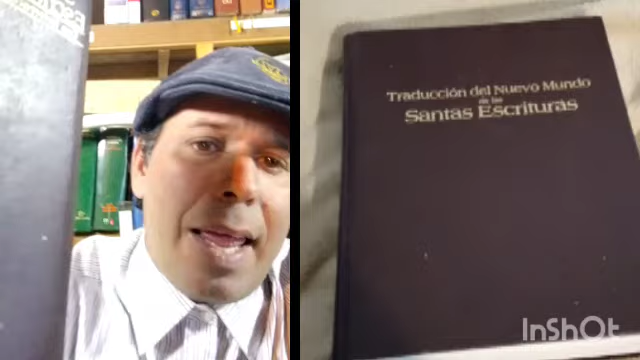 Traducción del Nuevo Mundo
de las
Santas Escrituras
InShOt